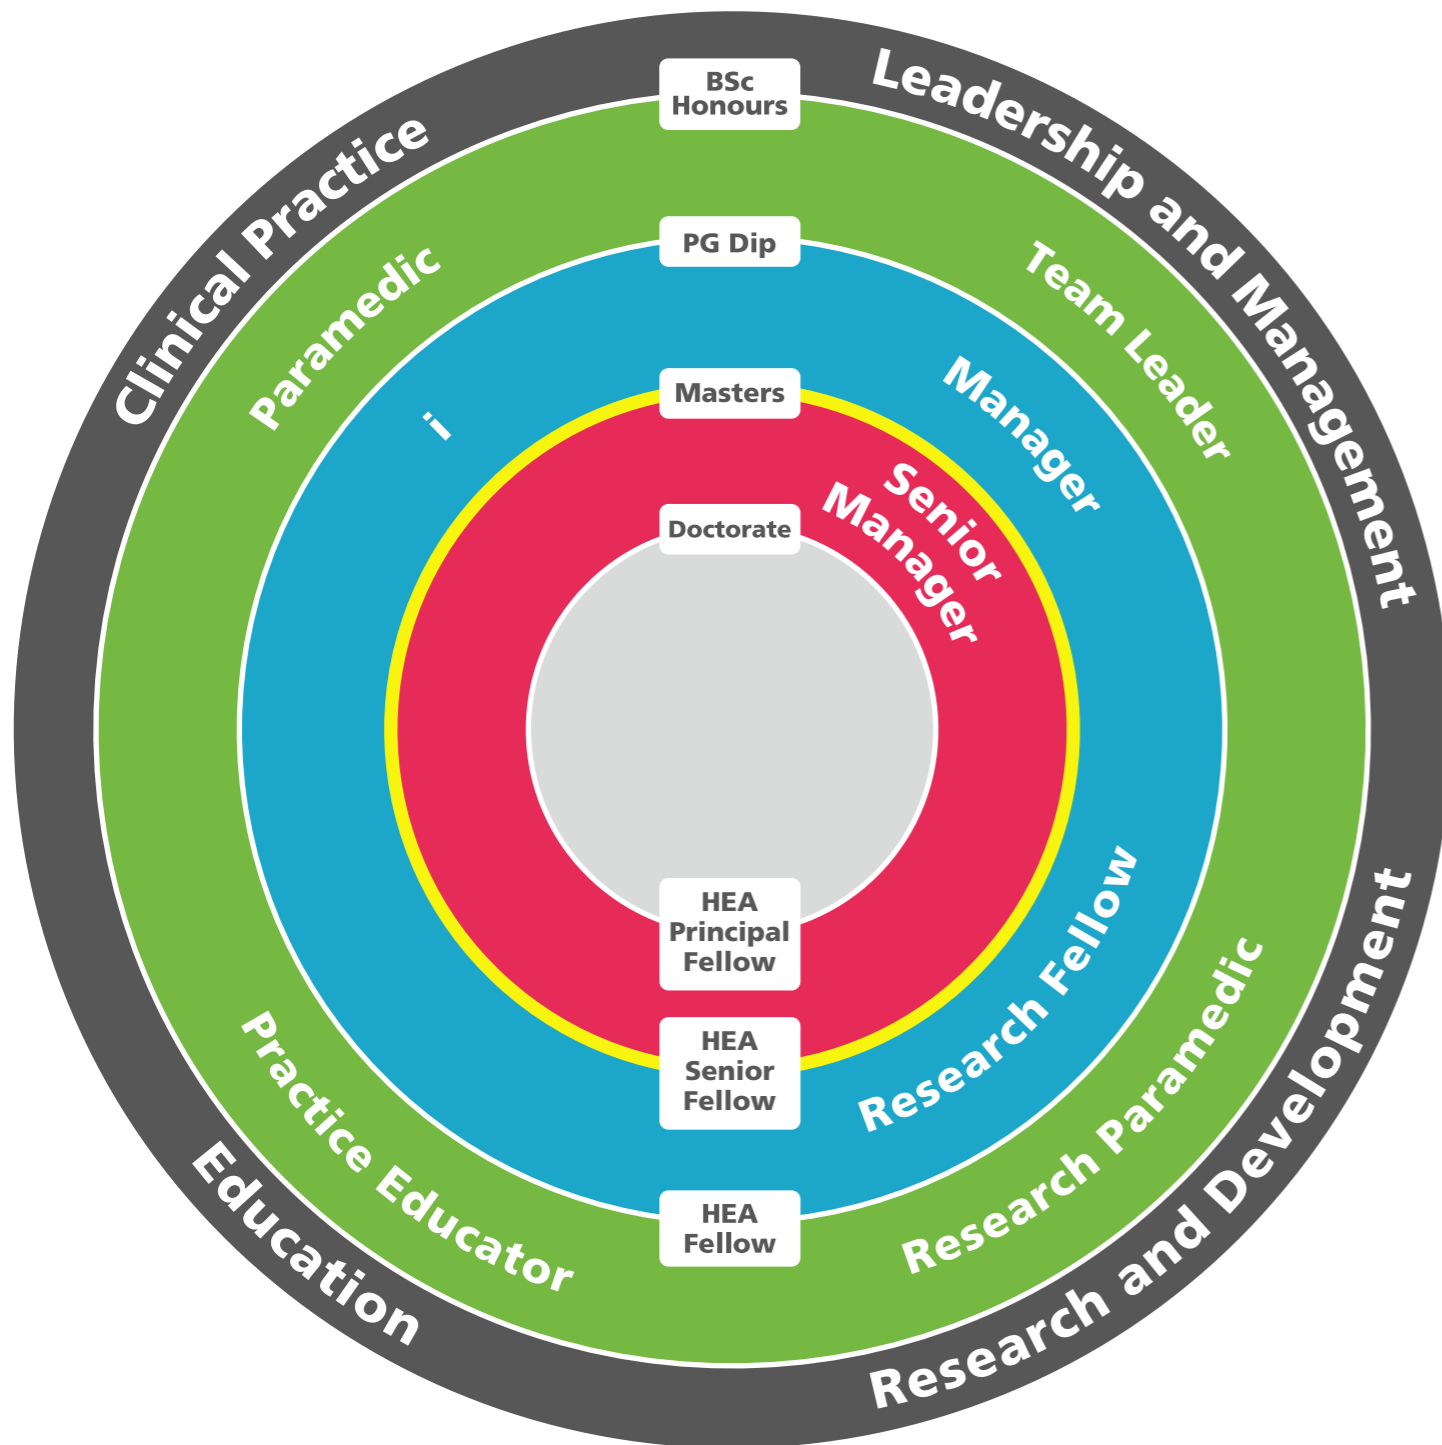 BSc
Honours
PG Dip
Masters
Doctorate
Clinical Practice
Leadership and Management
Paramedic
Team Leader
i
Manager
Senior
Manager
HEA
Principal
Fellow
HEA
Senior
Fellow
HEA
Fellow
Research Fellow
Practice Educator
Research Paramedic
Education
Research and Development